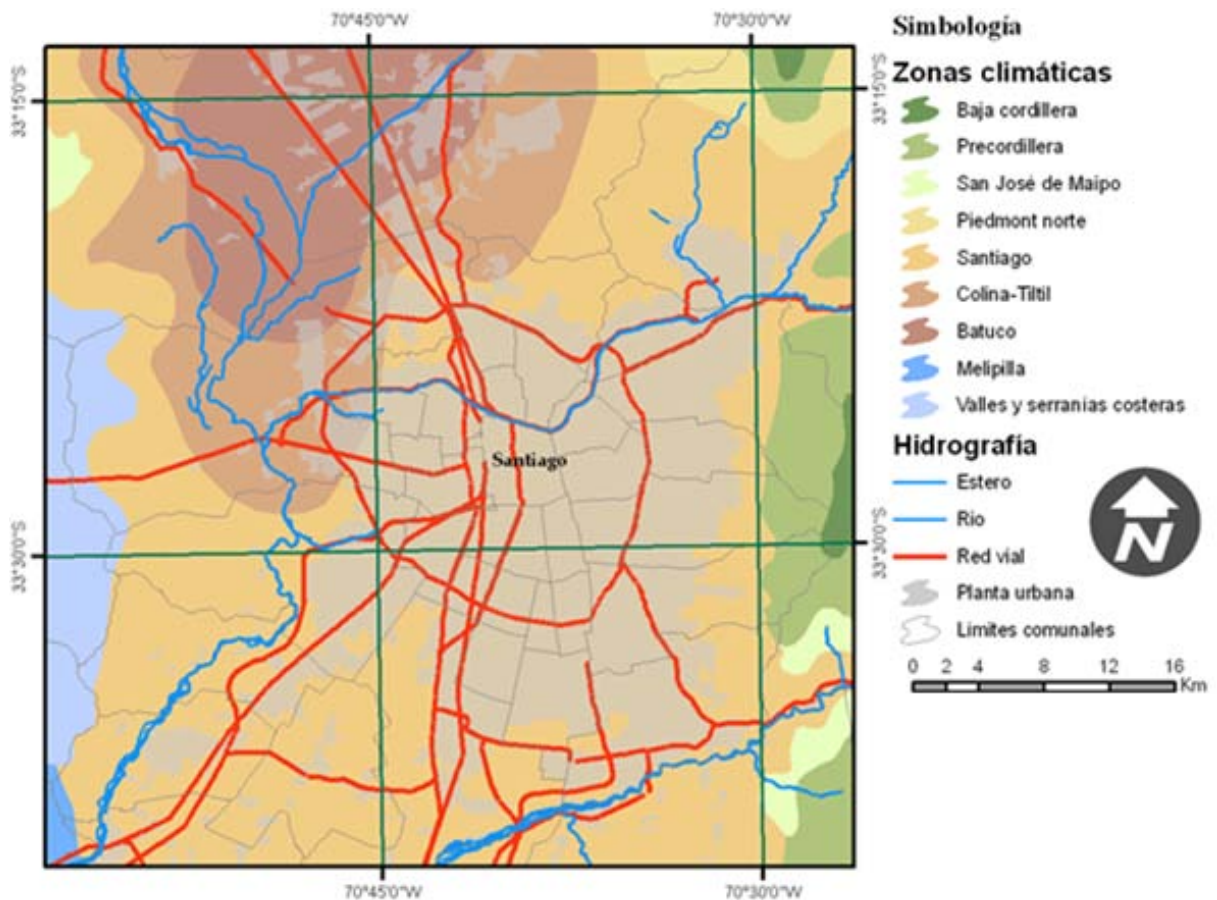 70°45'0"W
70°30'0"W
33°15'0"S
33°15'0"S
Santiago
33°30'0"S
33°30'0"S
70°45'0"W
70°30'0"W
Simbología
Zonas climáticas
Baja cordillera
Precordillera
San José de Maipo
Piedmont norte
Santiago
Colina-Tiltil
Batuco
Melipilla
Valles y serranías costeras
Hidrografía
Estero
Rio
Red vial
Planta urbana
Limites comunales
N
0 2 4 8 12 16
Km